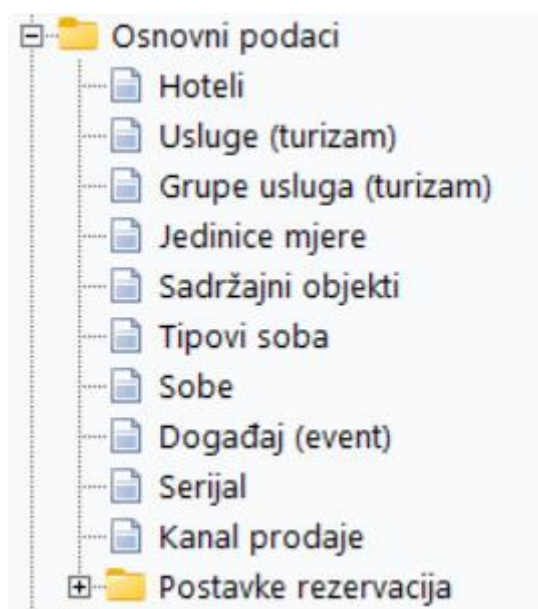 Osnovni podaci
Hoteli
Usluge (turizam)
Grupe usluga (turizam)
Jedinice mjere
Sadržajni objekti
Tipovi soba
Sobe
Događaj (event)
Serijal
Kanal prodaje
Postavke rezervacija